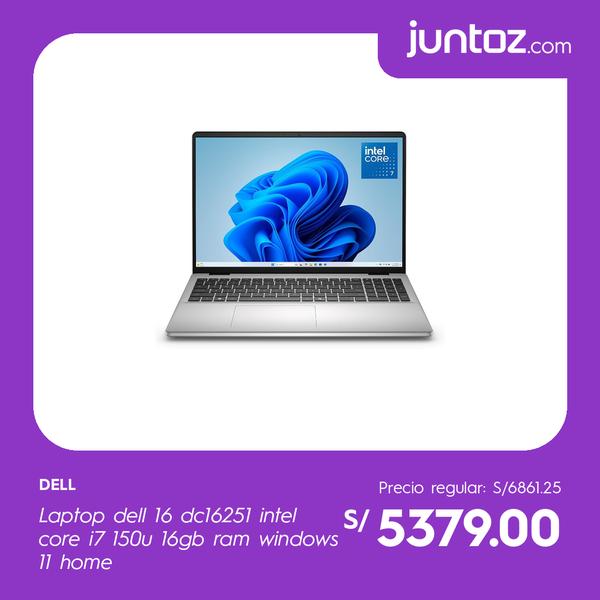 juntoz.com
intel
CORE
7
DELL
Laptop dell 16 dc16251 intel
core i7 150u 16gb ram windows
11 home
Precio regular: S/6861.25
S/ 5379.00